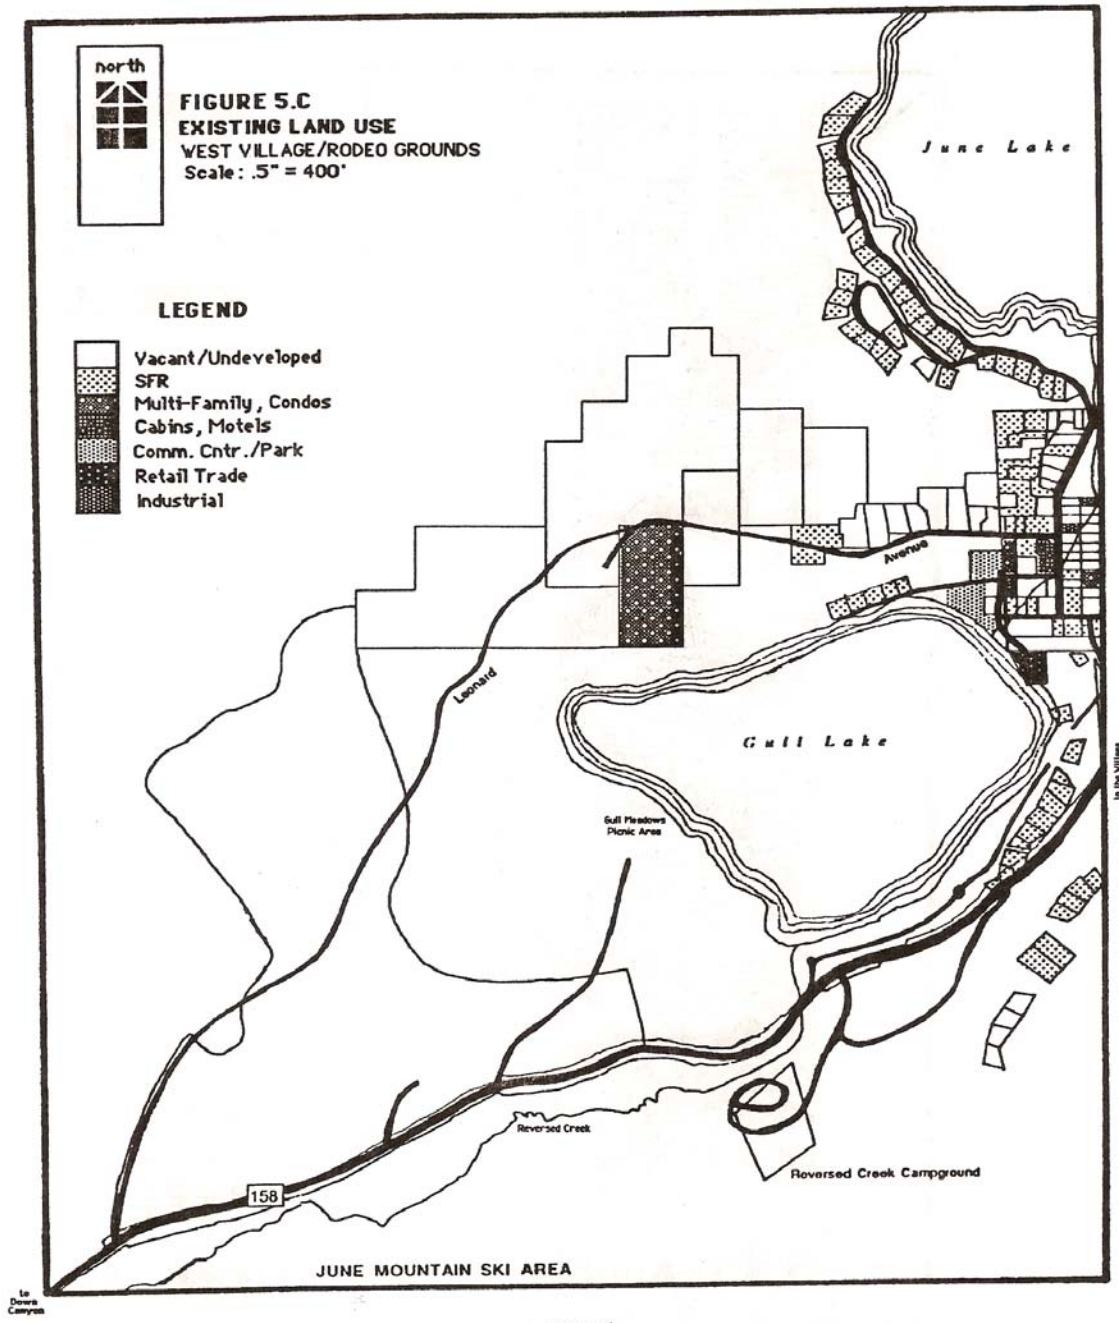 north
FIGURE 5.C
EXISTING LAND USE
WEST VILLAGE/RODEO GROUNDS
Scale: .5" = 400'
June Lake
LEGEND
Vacant/Undeveloped
SFR
Multi-Family, Condos
Cabins, Motels
Comm. Cntr./Park
Retail Trade
Industrial
Avenue
Leonard
Gull Lake
to the Village
Gull Meadows
Picnic Area
Reversed Creek
Reversed Creek Campground
158
JUNE MOUNTAIN SKI AREA
to
Down
Canyon